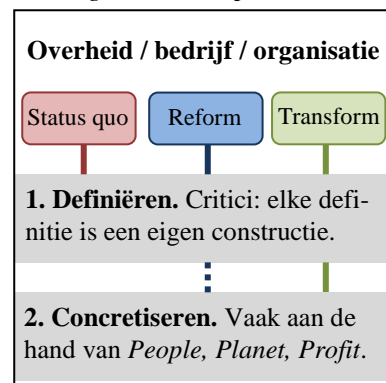 Overheid / bedrijf / organisatie
Status quo Reform Transform
1. Definiëren. Critici: elke defi-
nitie is een eigen constructie.
2. Concretiseren. Vaak aan de
hand van People, Planet, Profit.